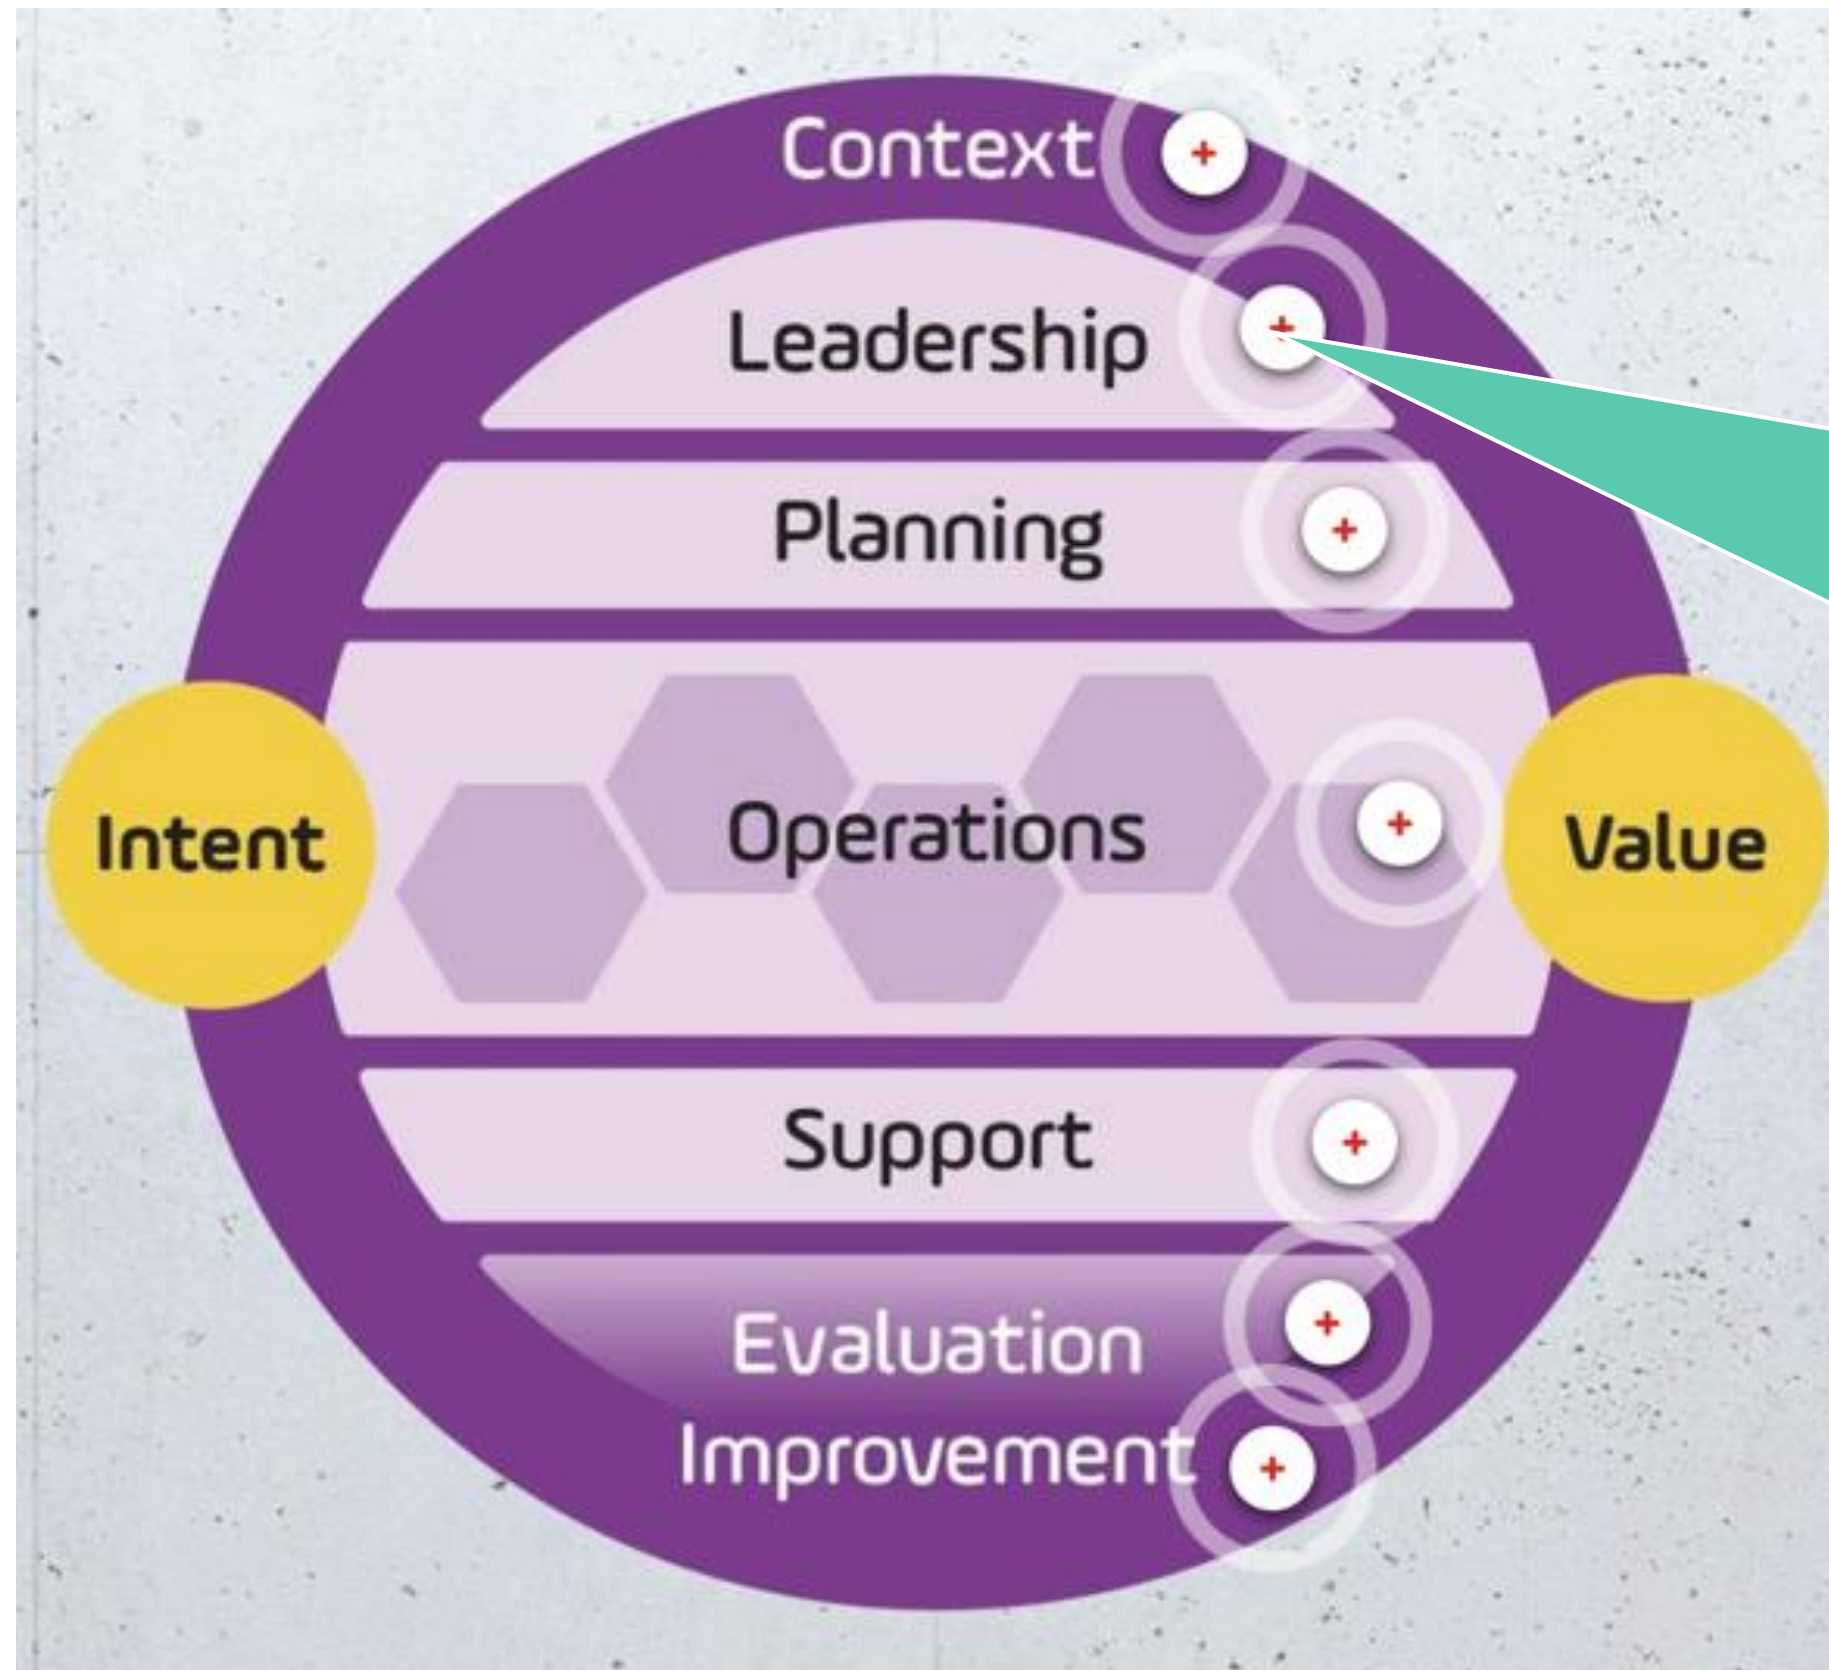 Context
Leadership
Planning
Intent
Operations
Value
Support
Evaluation
Improvement